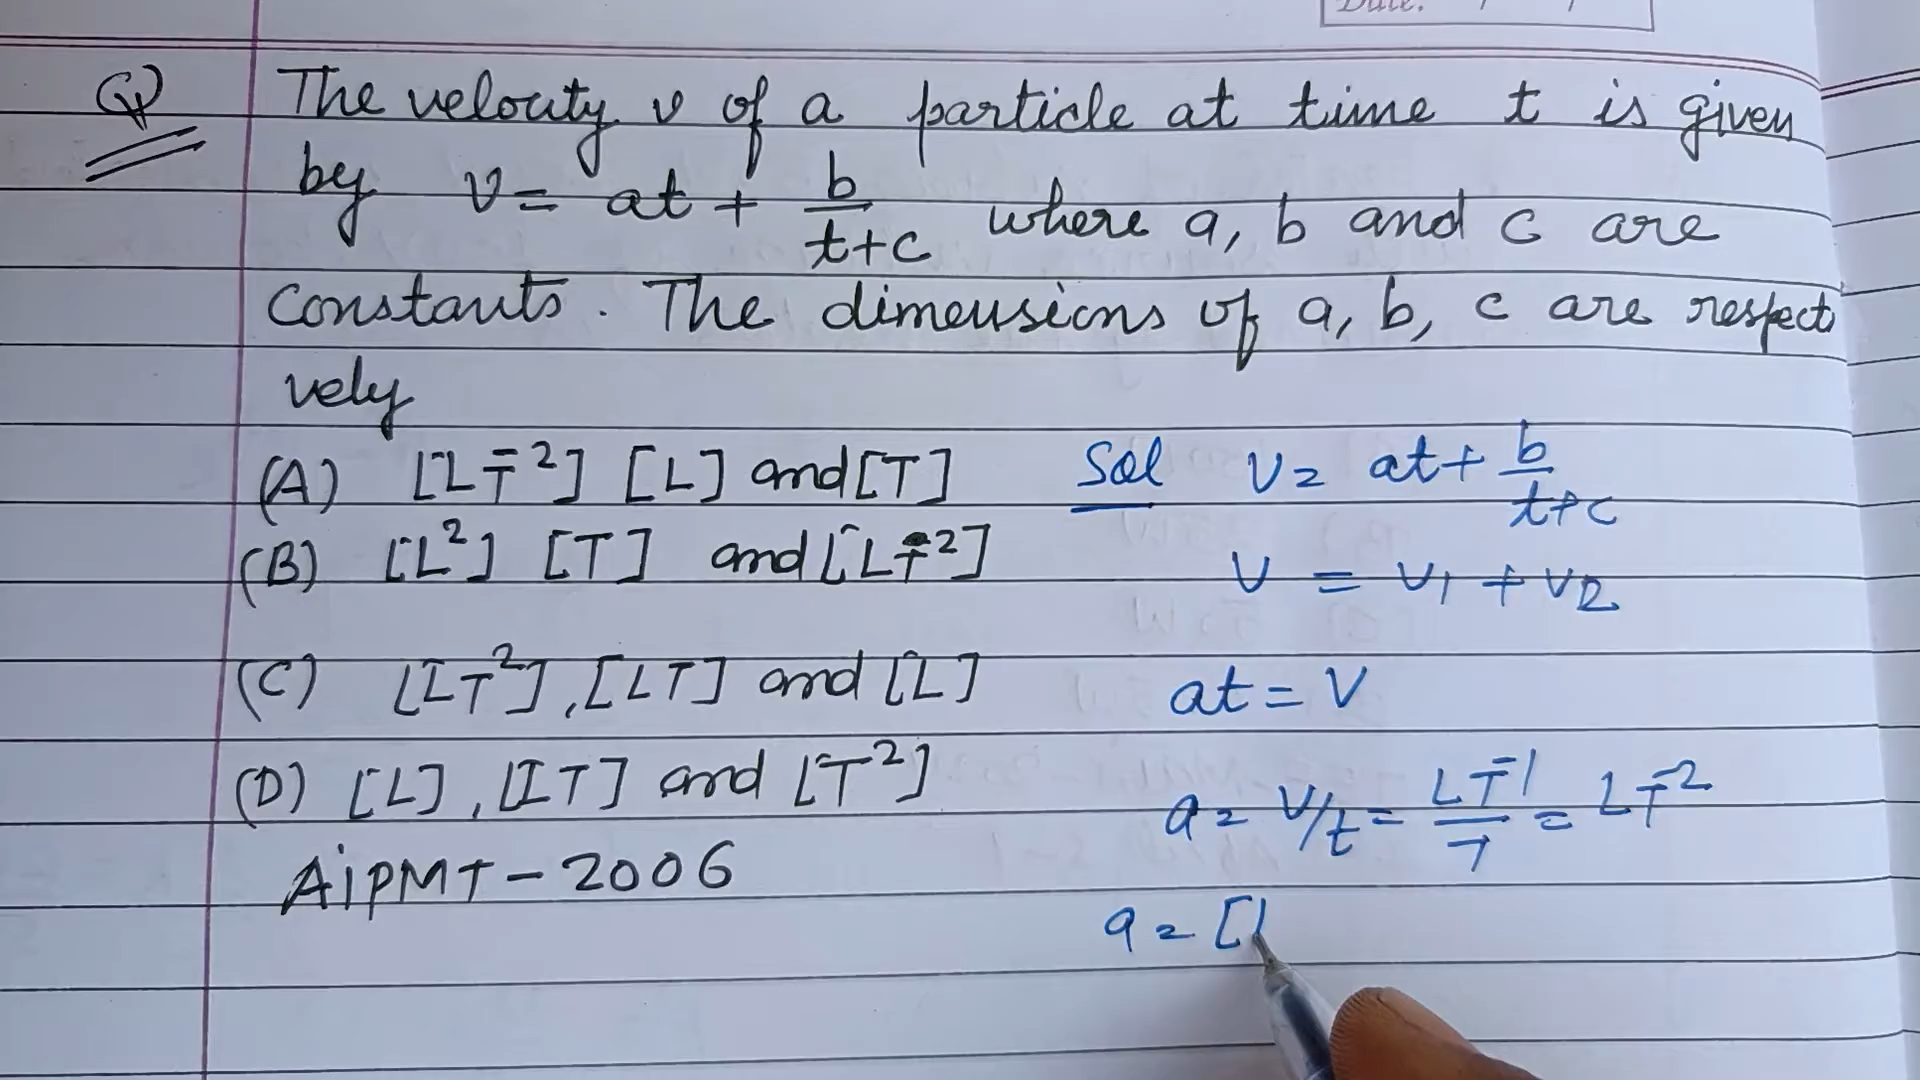 Date.
Q The velouty v of a particle at time t is given
by v = at + b/t+c where a, b and c are
Constants. The dimensions of a, b, c are respecti
vely
(A) [LT⁻²] [L] and [T]
(B) [L²] [T] and [LT⁻²]
(C) [LT²], [LT] and [L]
(D) [L], [LT] and [T²]
AiPMT - 2006
Sol V = at + b/t+c
V = V₁ + V₂
at = V
a = V/t = LT⁻¹/T = LT⁻²
a = [L